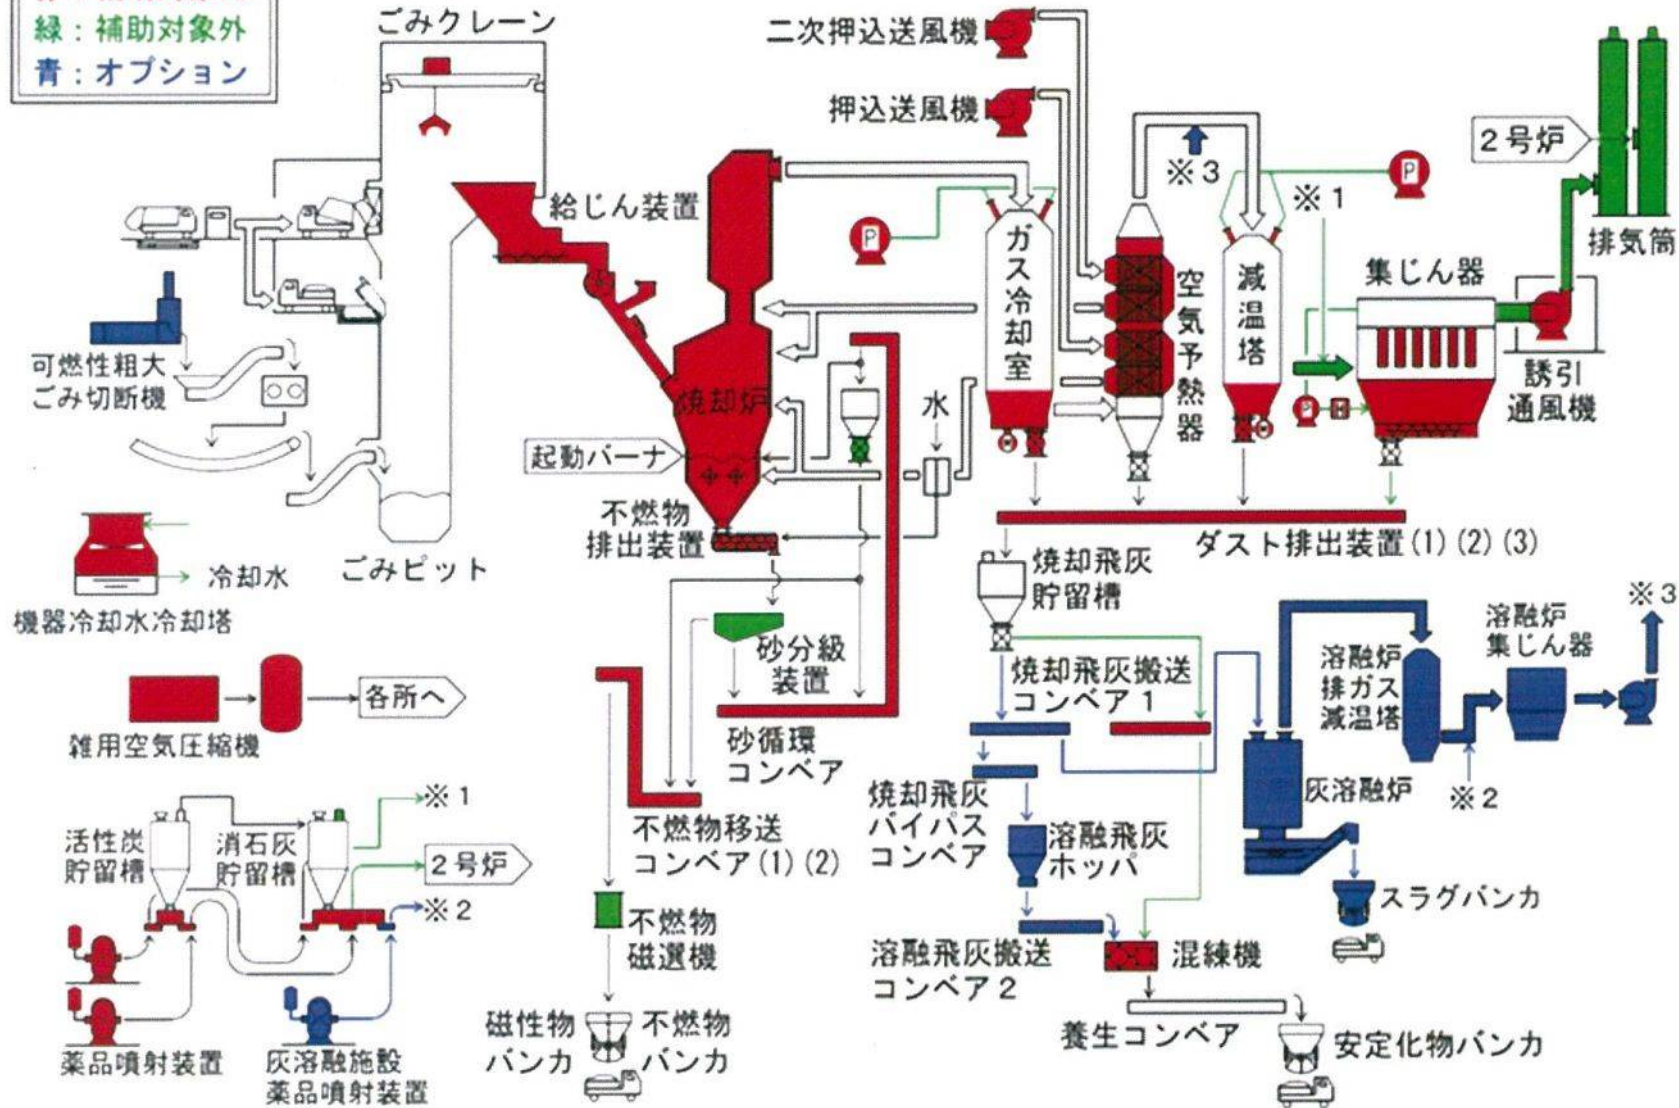 緑：補助対象外
青：オプション
ごみクレーン
二次押込送風機
押込送風機
※3
※1
P
2号炉
排気筒
給じん装置
P
ガス冷却室
空気予熱器
減温塔
集じん器
誘引
通風機
可燃性粗大
ごみ切断機
焼却炉
水
P
H
起動バーナ
不燃物
排出装置
ダスト排出装置(1)(2)(3)
ごみピット
冷却水
機器冷却水冷却塔
焼却飛灰
貯留槽
※3
溶融炉
集じん器
溶融炉
排ガス
減温塔
砂分級
装置
焼却飛灰搬送
コンベア1
各所へ
雑用空気圧縮機
砂循環
コンベア
※2
灰溶融炉
焼却飛灰
バイパス
コンベア
溶融飛灰
ホッパ
※1
活性炭
貯留槽
消石灰
貯留槽
2号炉
※2
不燃物移送
コンベア(1)(2)
スラグバンカ
不燃物
磁選機
溶融飛灰搬送
コンベア2
混練機
磁性物
バンカ
不燃物
バンカ
養生コンベア
安定化物バンカ
薬品噴射装置
灰溶融施設
薬品噴射装置